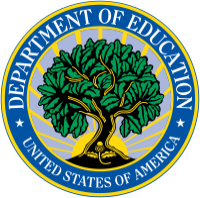 DEPARTMENT OF EDUCATION
UNITED STATES OF AMERICA